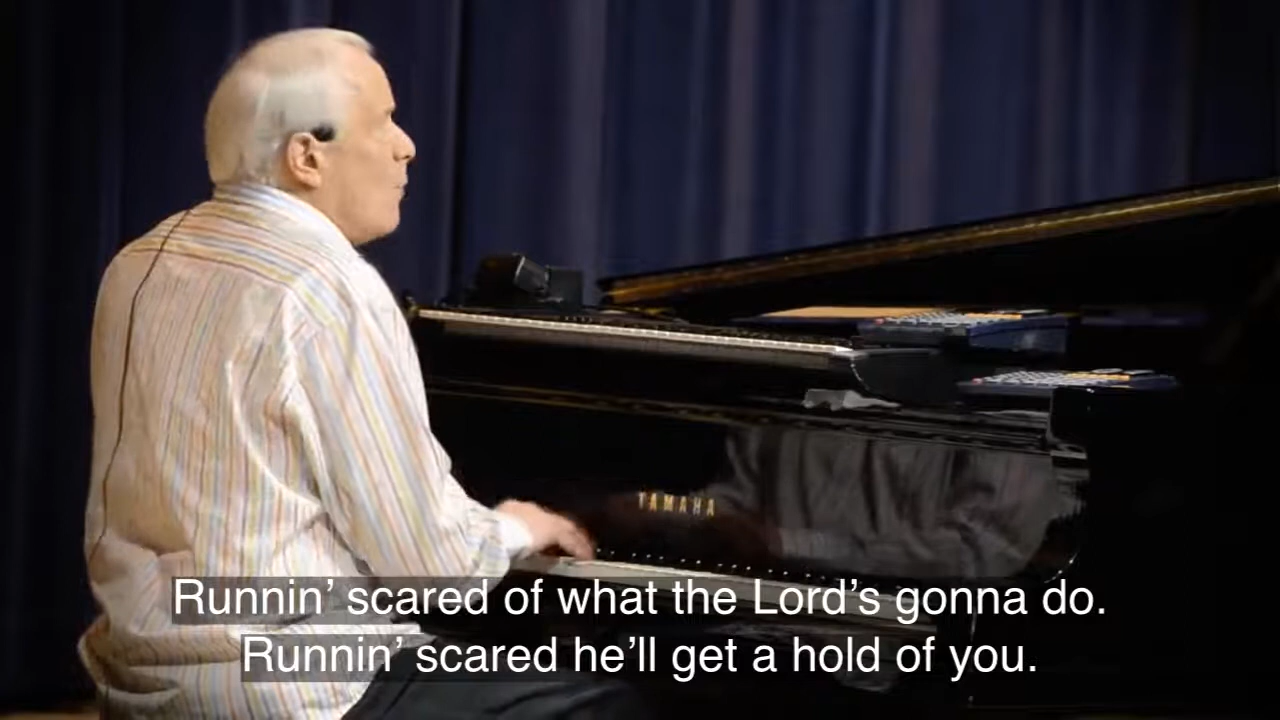 YAMAHA
Runnin’ scared of what the Lord’s gonna do.
Runnin’ scared he’ll get a hold of you.